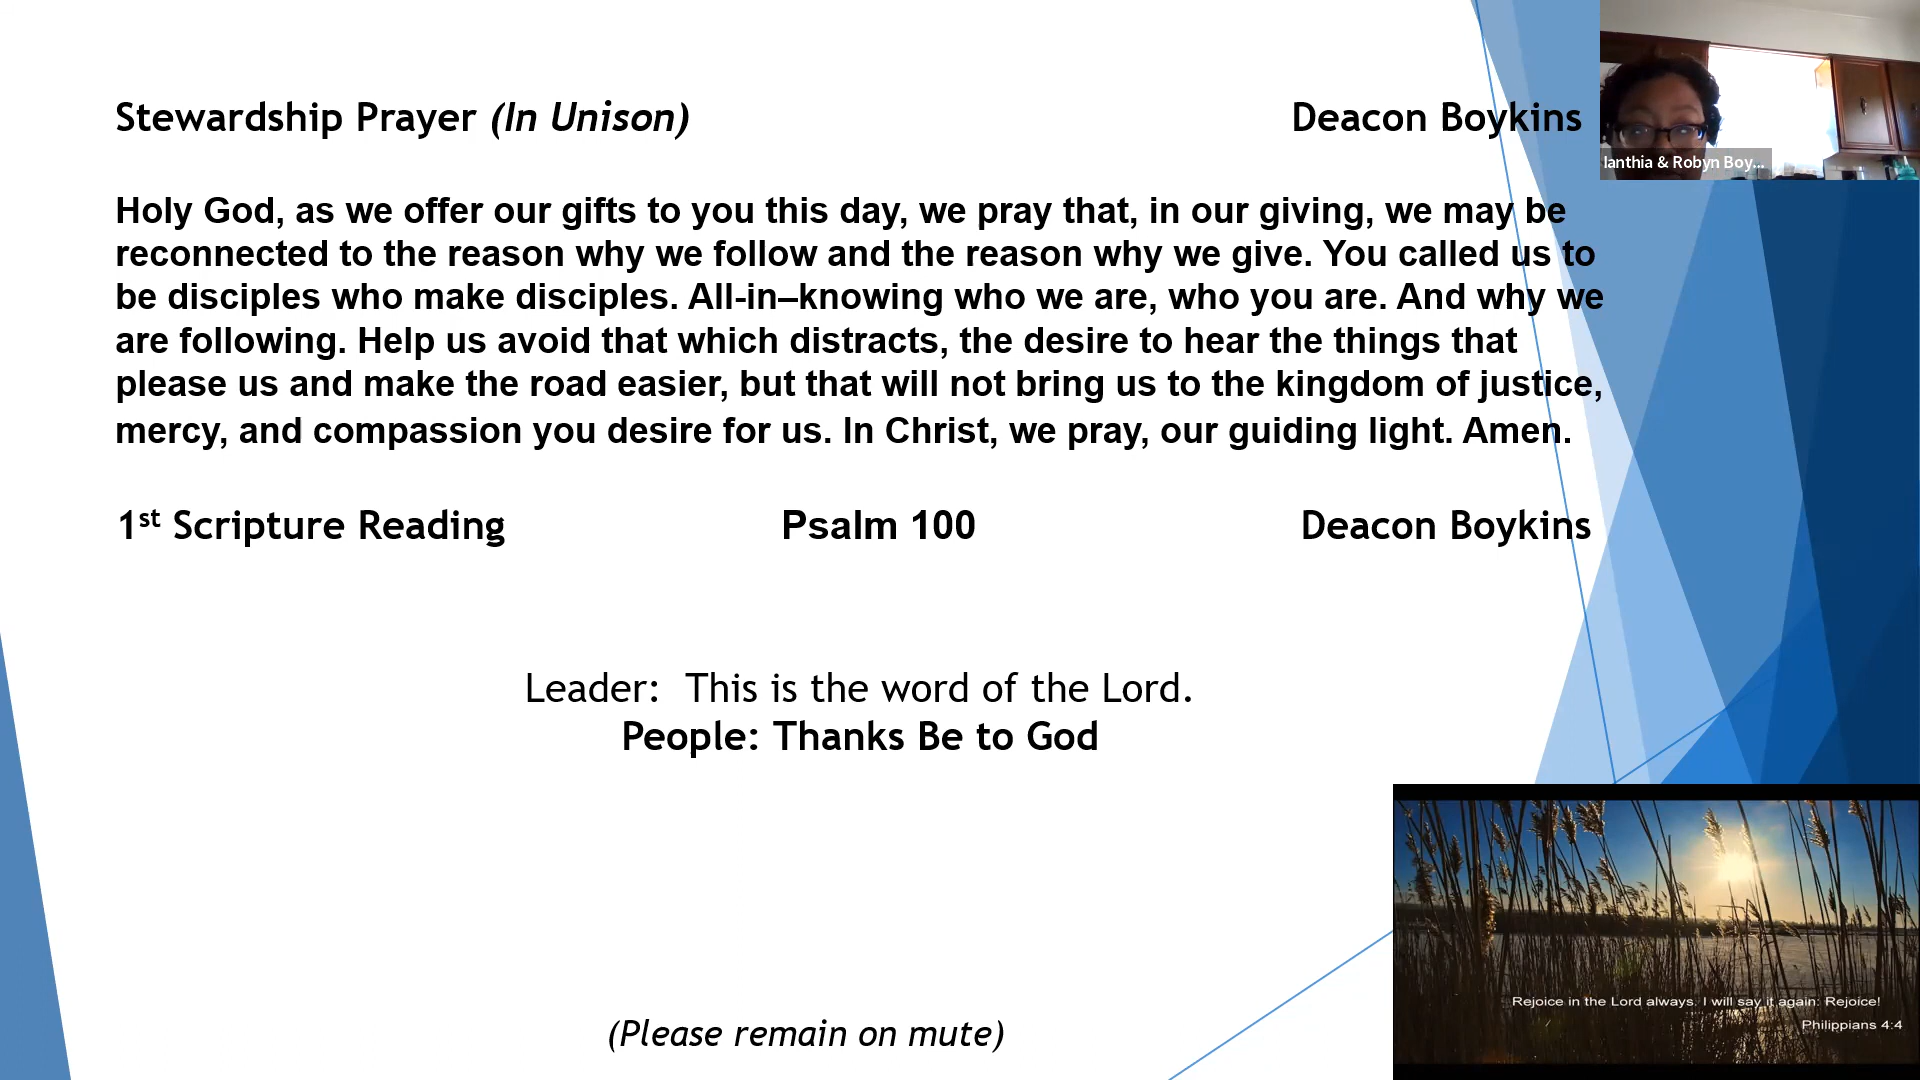 Stewardship Prayer (In Unison) Deacon Boykins
Ianthia & Robyn Boy...
Holy God, as we offer our gifts to you this day, we pray that, in our giving, we may be
reconnected to the reason why we follow and the reason why we give. You called us to
be disciples who make disciples. All-in–knowing who we are, who you are. And why we
are following. Help us avoid that which distracts, the desire to hear the things that
please us and make the road easier, but that will not bring us to the kingdom of justice,
mercy, and compassion you desire for us. In Christ, we pray, our guiding light. Amen.
1st Scripture Reading Psalm 100 Deacon Boykins
Leader: This is the word of the Lord.
People: Thanks Be to God
Rejoice in the Lord always. I will say it again: Rejoice!
Philippians 4:4
(Please remain on mute)